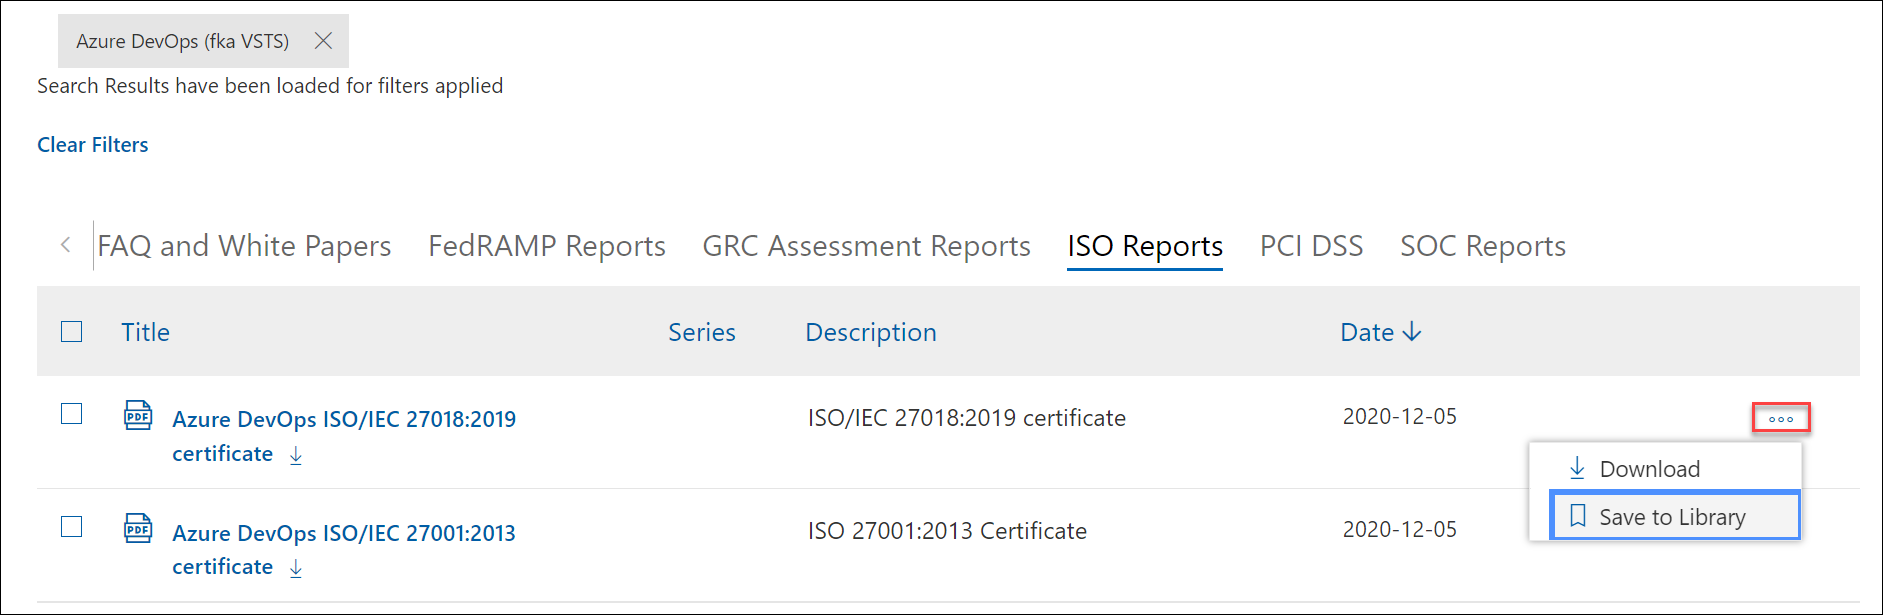 Azure DevOps (fka VSTS)
Search Results have been loaded for filters applied
Clear Filters
FAQ and White Papers FedRAMP Reports GRC Assessment Reports ISO Reports PCI DSS SOC Reports
Title Series Description Date
PDF Azure DevOps ISO/IEC 27018:2019 ISO/IEC 27018:2019 certificate 2020-12-05
certificate
Download
Save to Library
PDF Azure DevOps ISO/IEC 27001:2013 ISO 27001:2013 Certificate 2020-12-05
certificate